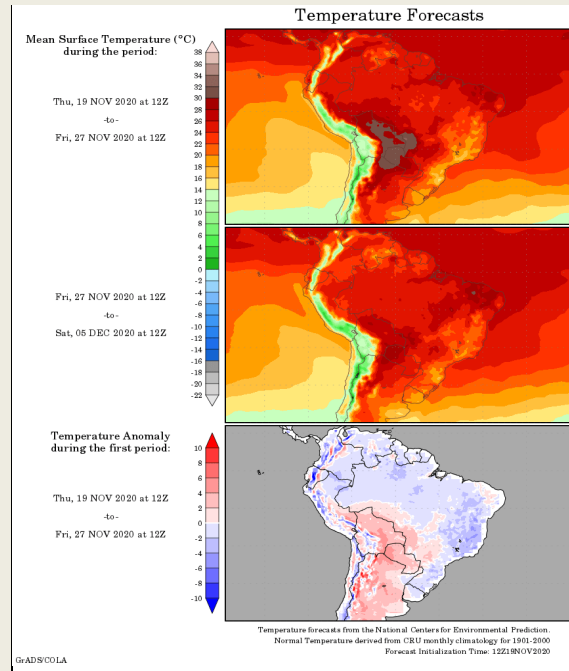 Temperature Forecasts
Mean Surface Temperature (°C)
during the period:
Thu, 19 NOV 2020 at 12Z
-to-
Fri, 27 NOV 2020 at 12Z
38
36
34
32
30
28
26
24
22
20
18
16
14
12
10
8
6
4
2
0
-2
-4
-6
-8
-10
-12
-14
-16
-18
-20
-22
Fri, 27 NOV 2020 at 12Z
-to-
Sat, 05 DEC 2020 at 12Z
Temperature Anomaly
during the first period:
Thu, 19 NOV 2020 at 12Z
-to-
Fri, 27 NOV 2020 at 12Z
10
8
6
4
2
0
-2
-4
-6
-8
-10
Temperature forecasts from the National Centers for Environmental Prediction.
Normal Temperature derived from CRU monthly climatology for 1901-2000
Forecast Initialization Time: 12Z19NOV2020
GrADS/COLA